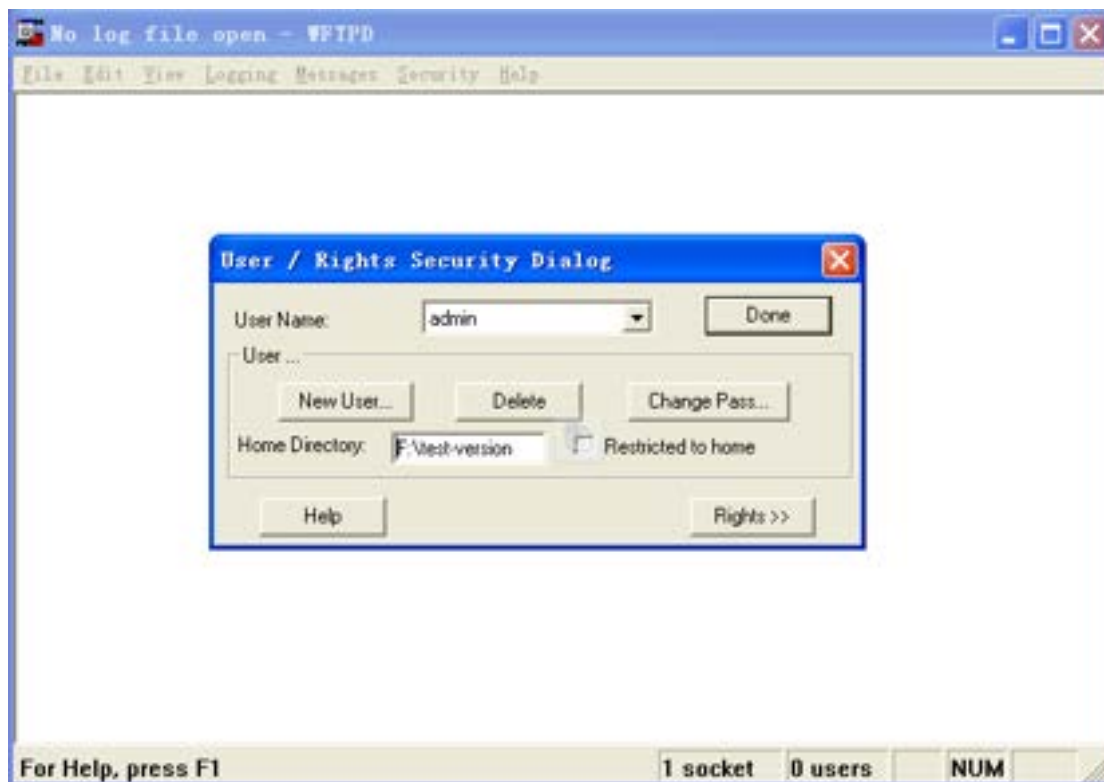 No log file open - WFTPD
File Edit View Logging Messages Security Help
User / Rights Security Dialog
User Name: admin Done
User ...
New User... Delete Change Pass...
Home Directory: F:\test-version Restricted to home
Help Rights >>
For Help, press F1 1 socket 0 users NUM